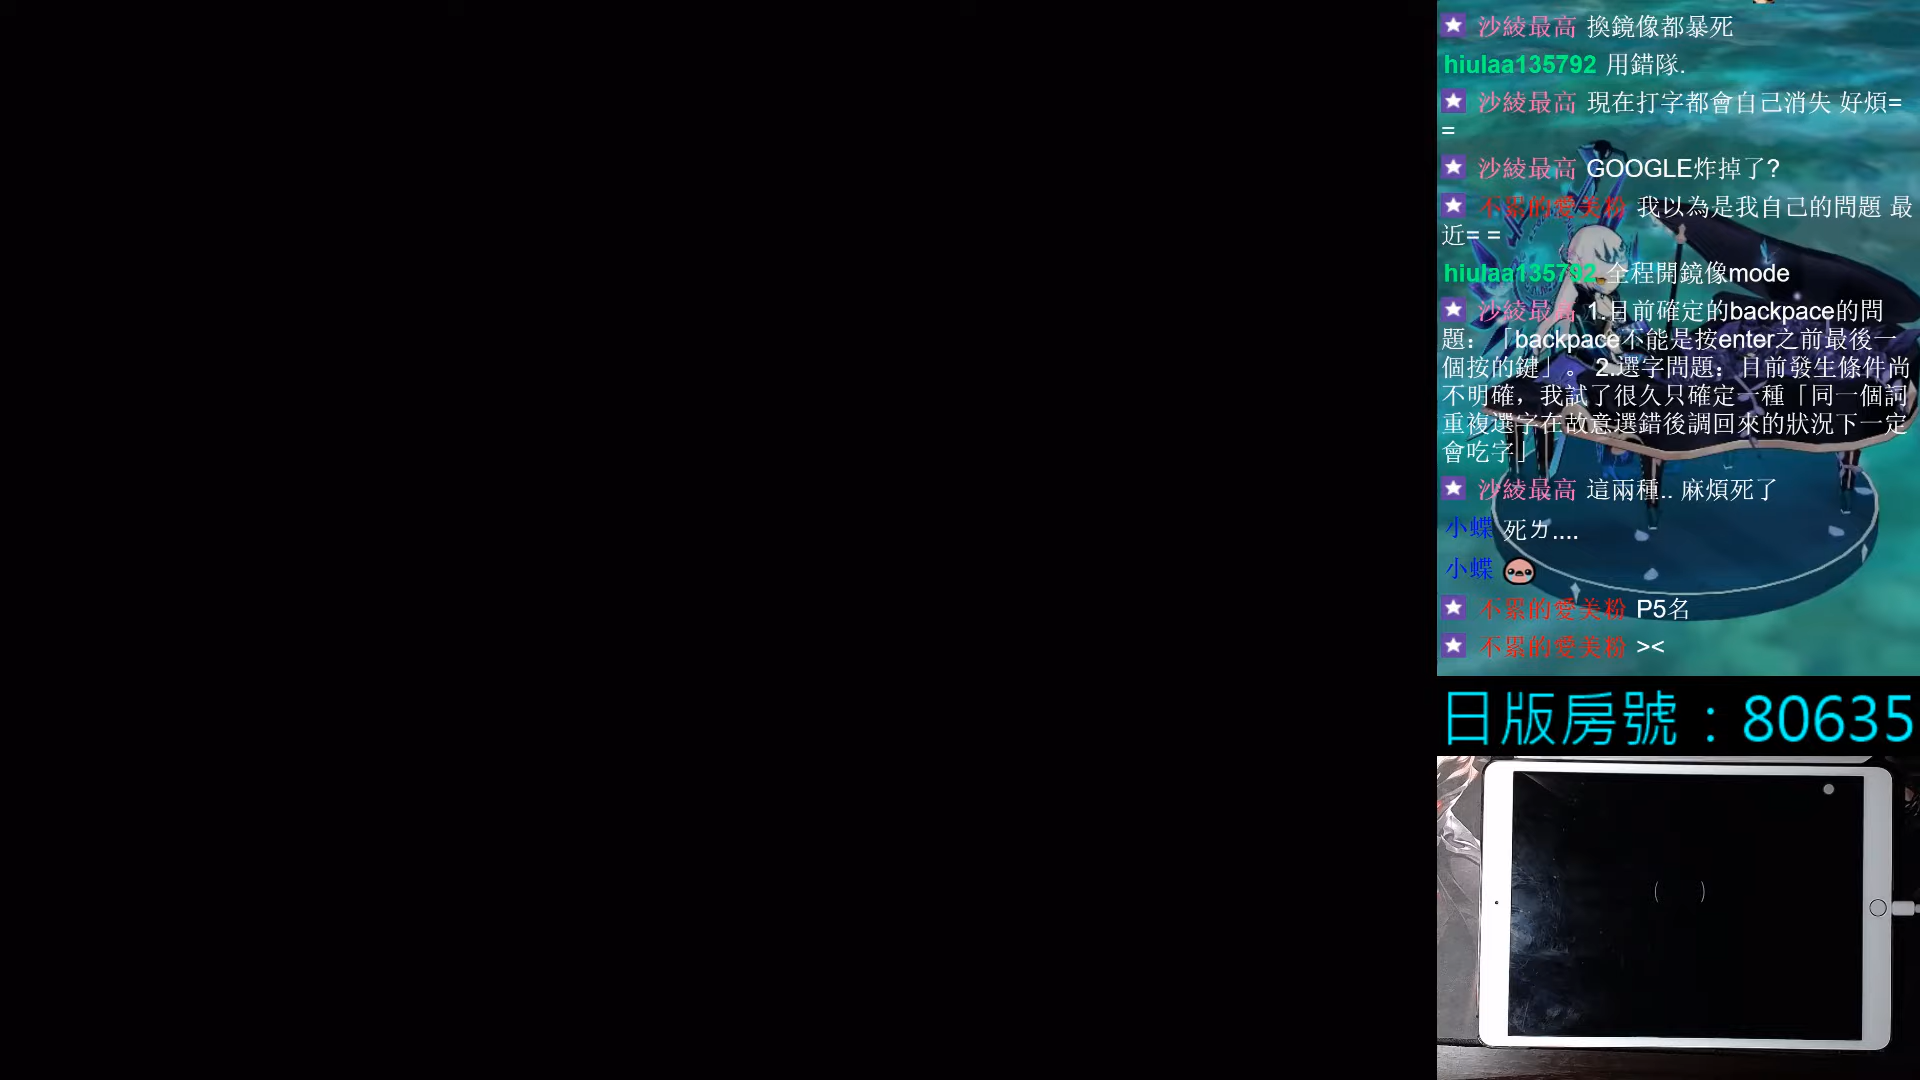 沙綾最高 換鏡像都暴死
hiulaa135792 用錯隊.
沙綾最高 現在打字都會自己消失 好煩=
=
沙綾最高 GOOGLE炸掉了?
不累的愛美粉 我以為是我自己的問題 最
近= =
hiulaa135792 全程開鏡像mode
沙綾最高 1.目前確定的backpace的問
題：「backpace不能是按enter之前最後一
個按的鍵」。 2.選字問題：目前發生條件尚
不明確，我試了很久只確定一種「同一個詞
重複選字在故意選錯後調回來的狀況下一定
會吃字」
沙綾最高 這兩種.. 麻煩死了
小蝶 死ㄌ....
小蝶
不累的愛美粉 P5名
不累的愛美粉 ><
日版房號：80635